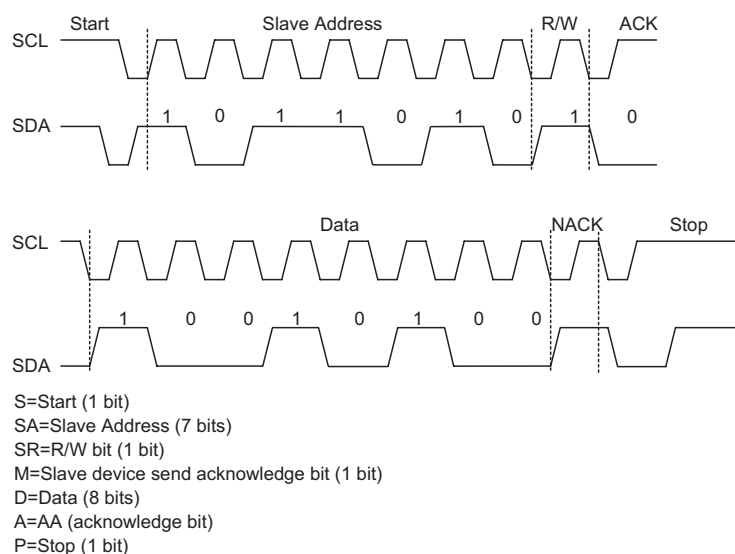 Start Slave Address R/W ACK
SCL
1 0 1 1 0 1 0 1 0
SDA
Data NACK Stop
SCL
1 0 0 1 0 1 0 0
SDA
S=Start (1 bit)
SA=Slave Address (7 bits)
SR=R/W bit (1 bit)
M=Slave device send acknowledge bit (1 bit)
D=Data (8 bits)
A=AA (acknowledge bit)
P=Stop (1 bit)